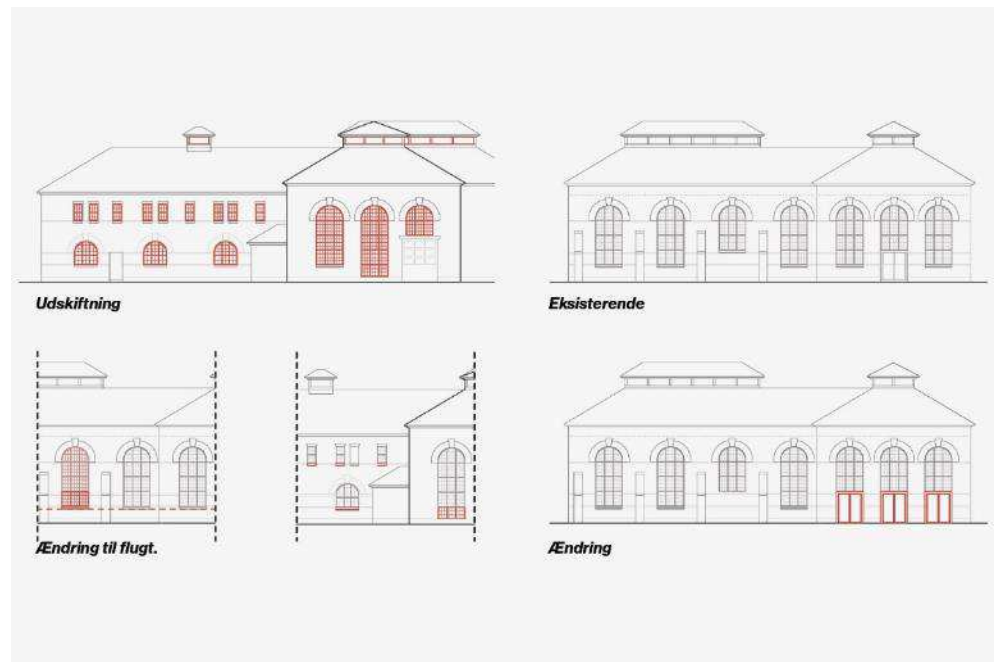 Udskiftning
Eksisterende
Ændring til flugt.
Ændring